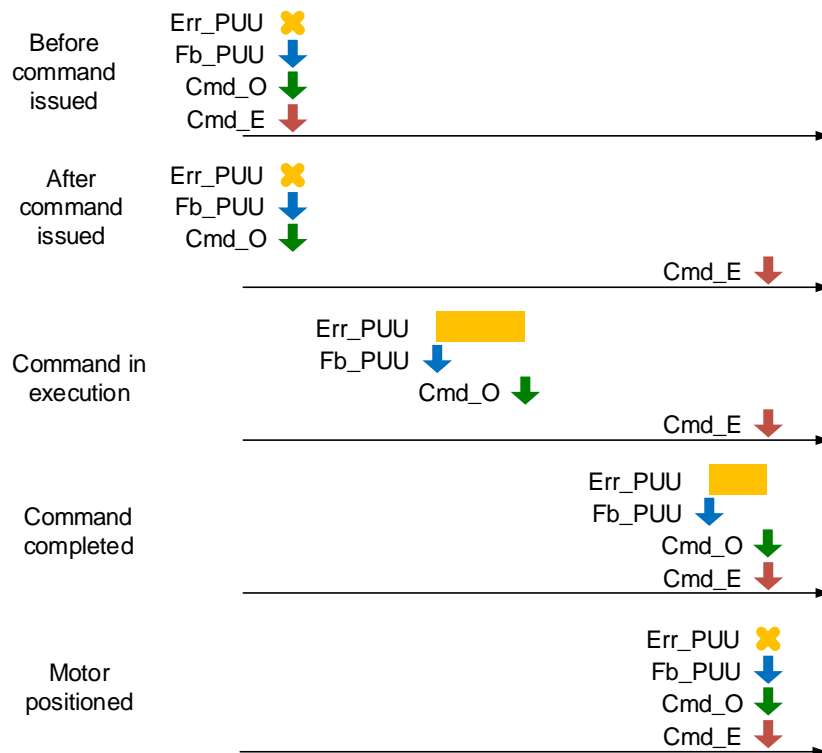 Before
command
issued
Err_PUU
Fb_PUU
Cmd_O
Cmd_E
After
command
issued
Err_PUU
Fb_PUU
Cmd_O
Cmd_E
Command in
execution
Err_PUU
Fb_PUU
Cmd_O
Cmd_E
Command
completed
Err_PUU
Fb_PUU
Cmd_O
Cmd_E
Motor
positioned
Err_PUU
Fb_PUU
Cmd_O
Cmd_E